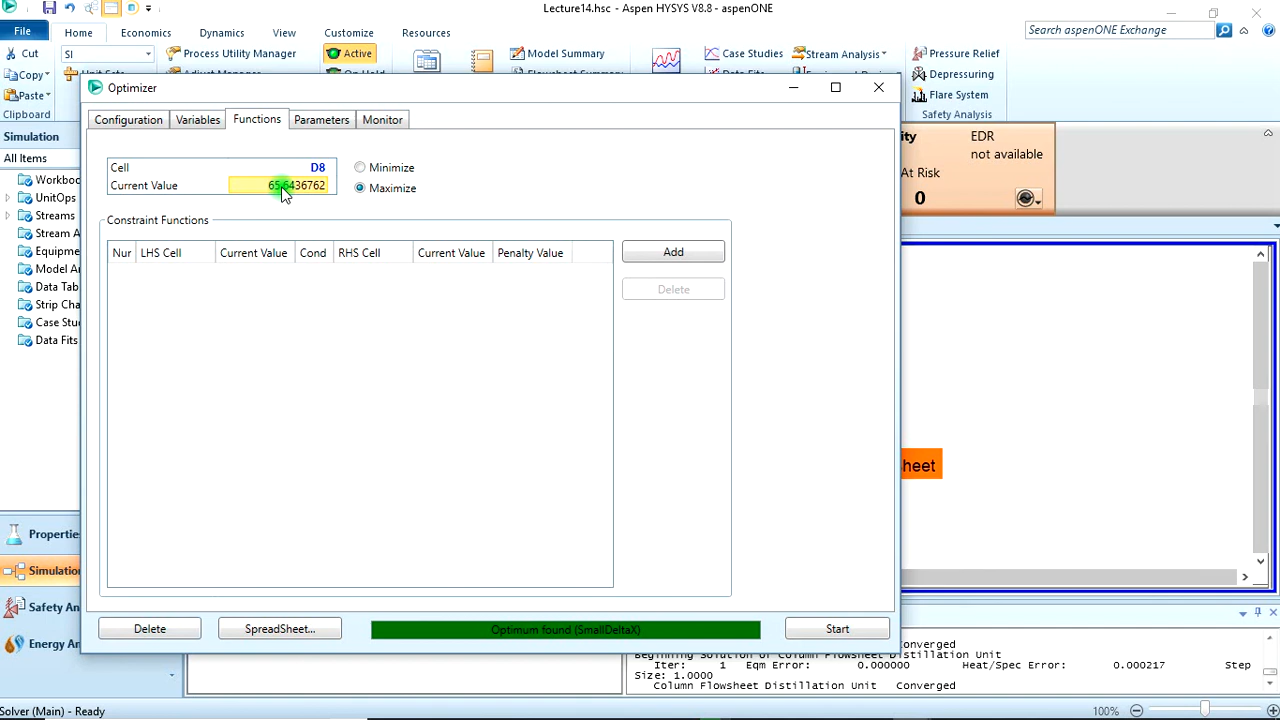 Lecture14.hsc - Aspen HYSYS V8.8 - aspenONE
File
Home
Economics
Dynamics
View
Customize
Resources
Search aspenONE Exchange
Cut
SI
Process Utility Manager
Active
Model Summary
Case Studies
Stream Analysis
Pressure Relief
Copy
Depressuring
Paste
Flare System
Clipboard
Safety Analysis
Optimizer
Simulation
All Items
Workbo
UnitOps
Streams
Stream A
Equipme
Model Ar
Data Tab
Strip Cha
Case Stu
Data Fits
Properties
Simulation
Safety An
Energy An
Configuration
Variables
Functions
Parameters
Monitor
Cell
D8
Minimize
Current Value
65.6436762
Maximize
Constraint Functions
Nur
LHS Cell
Current Value
Cond
RHS Cell
Current Value
Penalty Value
Add
Delete
Delete
SpreadSheet...
Optimum found (SmallDeltaX)
Start
ity
EDR
not available
At Risk
0
heet
Converged
Beginning Solution of Column Flowsheet Distillation Unit
Iter: 1 Eqm Error: 0.000000 Heat/Spec Error: 0.000217 Step
Size: 1.0000
Column Flowsheet Distillation Unit Converged
Solver (Main) - Ready
100%